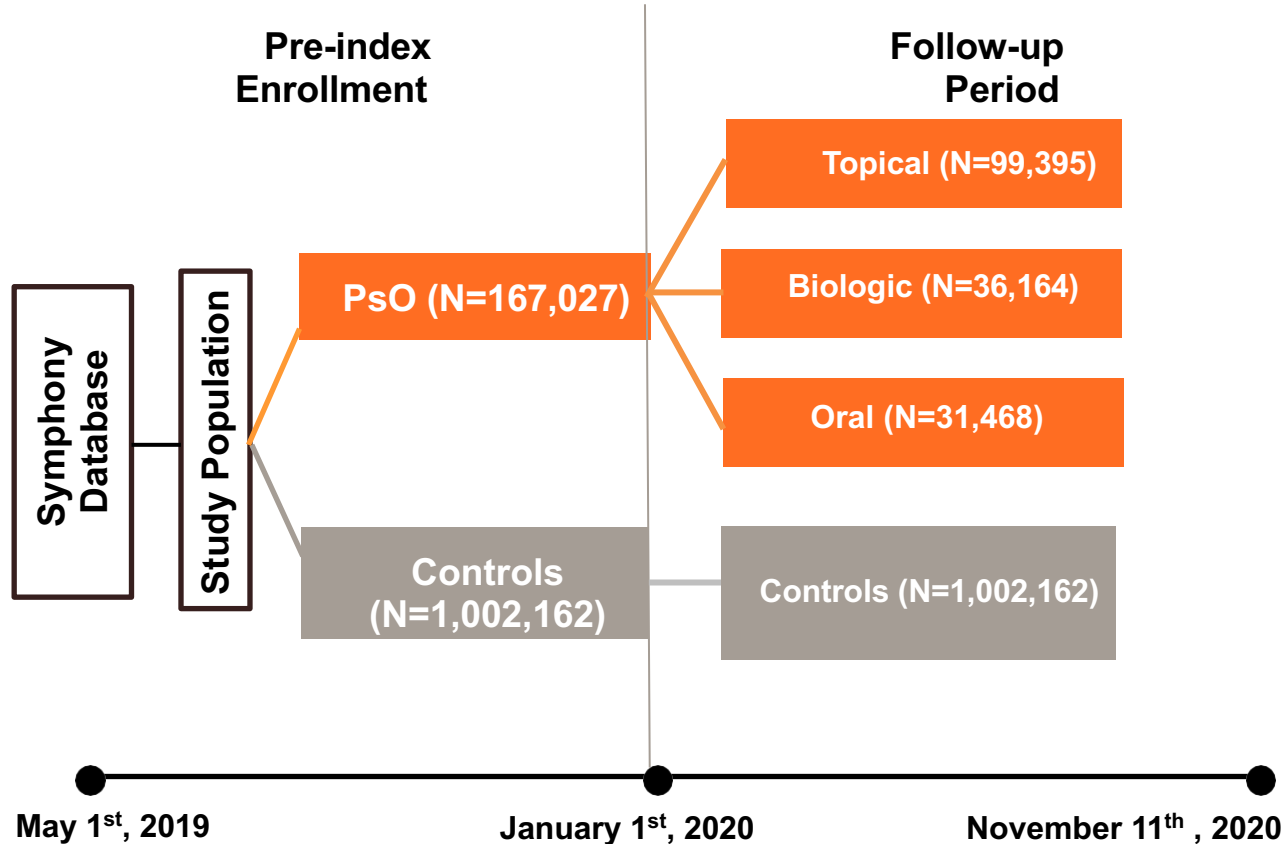 Pre-index
Enrollment
Follow-up
Period
Symphony
Database
Study Population
PsO (N=167,027)
Controls
(N=1,002,162)
Topical (N=99,395)
Biologic (N=36,164)
Oral (N=31,468)
Controls (N=1,002,162)
May 1st, 2019
January 1st, 2020
November 11th , 2020